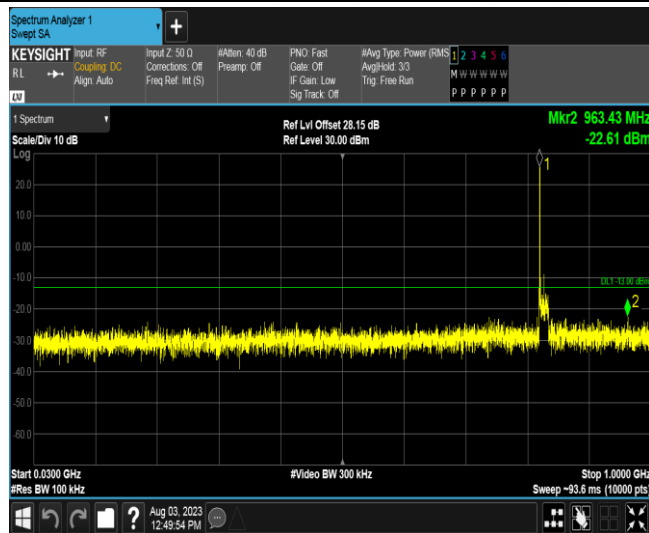 Spectrum Analyzer 1
Swept SA
+
KEYSIGHT
RL
LXI
Input: RF
Coupling: DC
Align: Auto
Input Z: 50 Ω
Corrections: Off
Freq Ref: Int (S)
#Atten: 40 dB
Preamp: Off
PNO: Fast
Gate: Off
IF Gain: Low
Sig Track: Off
#Avg Type: Power (RMS
Avg|Hold: 3/3
Trig: Free Run
1 2 3 4 5 6
M W W W W W
P P P P P P
1 Spectrum
Scale/Div 10 dB
Log
Ref Lvl Offset 28.15 dB
Ref Level 30.00 dBm
Mkr2 963.43 MHz
-22.61 dBm
1
20.0
10.0
0.00
-10.0
DL1 -13.00 dBm
2
-20.0
-30.0
-40.0
-50.0
-60.0
Start 0.0300 GHz
#Res BW 100 kHz
#Video BW 300 kHz
Stop 1.0000 GHz
Sweep ~93.6 ms (10000 pts)
?
Aug 03, 2023
12:49:54 PM